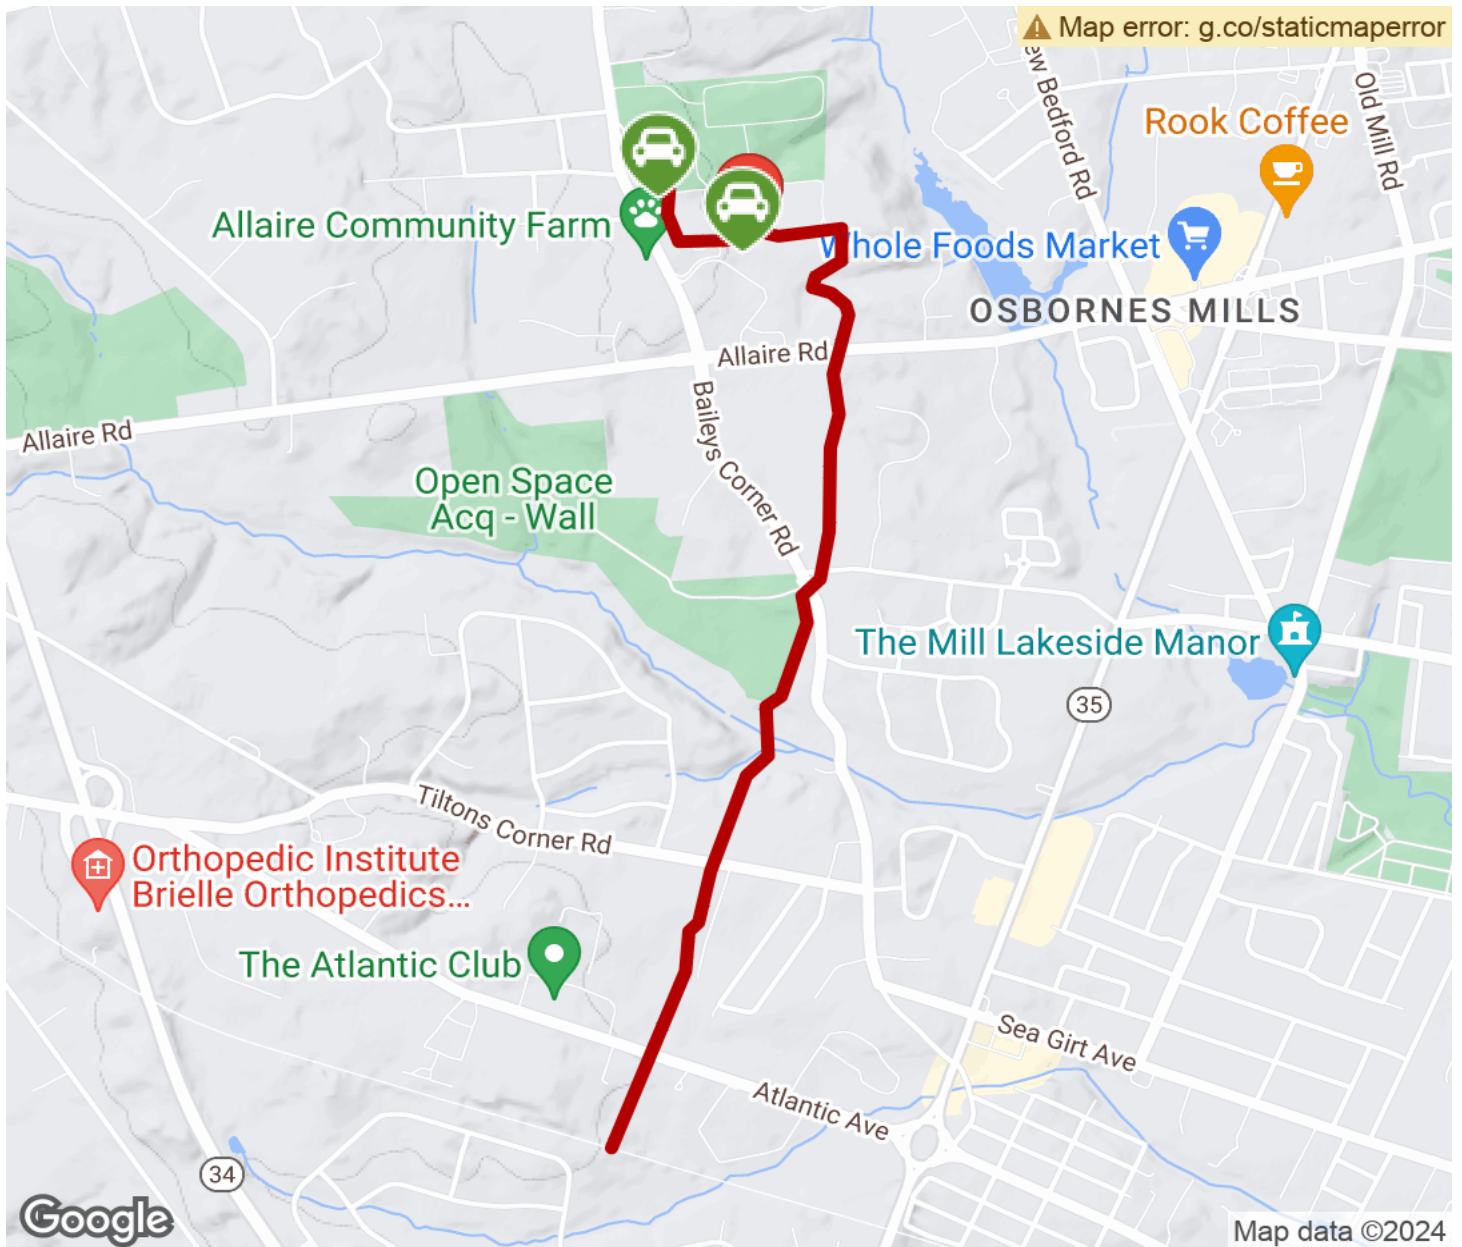 Map error: g.co/staticmaperror
ew Bedford Rd
Old Mill Rd
Rook Coffee
Allaire Community Farm
Whole Foods Market
OSBORNES MILLS
Allaire Rd
Baileys Corner Rd
Allaire Rd
Open Space
Acq - Wall
The Mill Lakeside Manor
35
Tiltons Corner Rd
Orthopedic Institute
Brielle Orthopedics...
The Atlantic Club
Sea Girt Ave
Atlantic Ave
34
Google
Map data ©2024